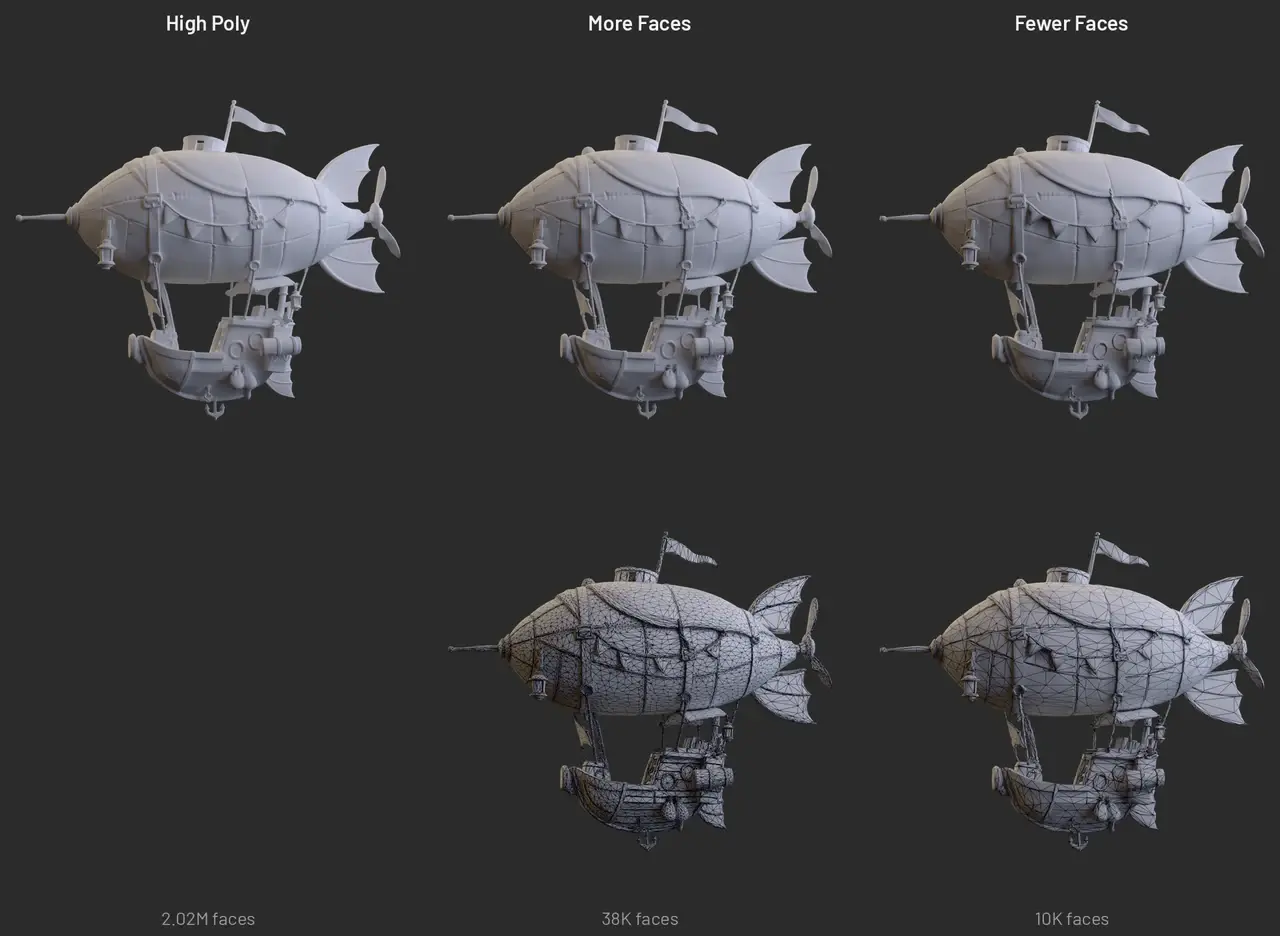 High Poly
More Faces
Fewer Faces
2.02M faces
38K faces
10K faces